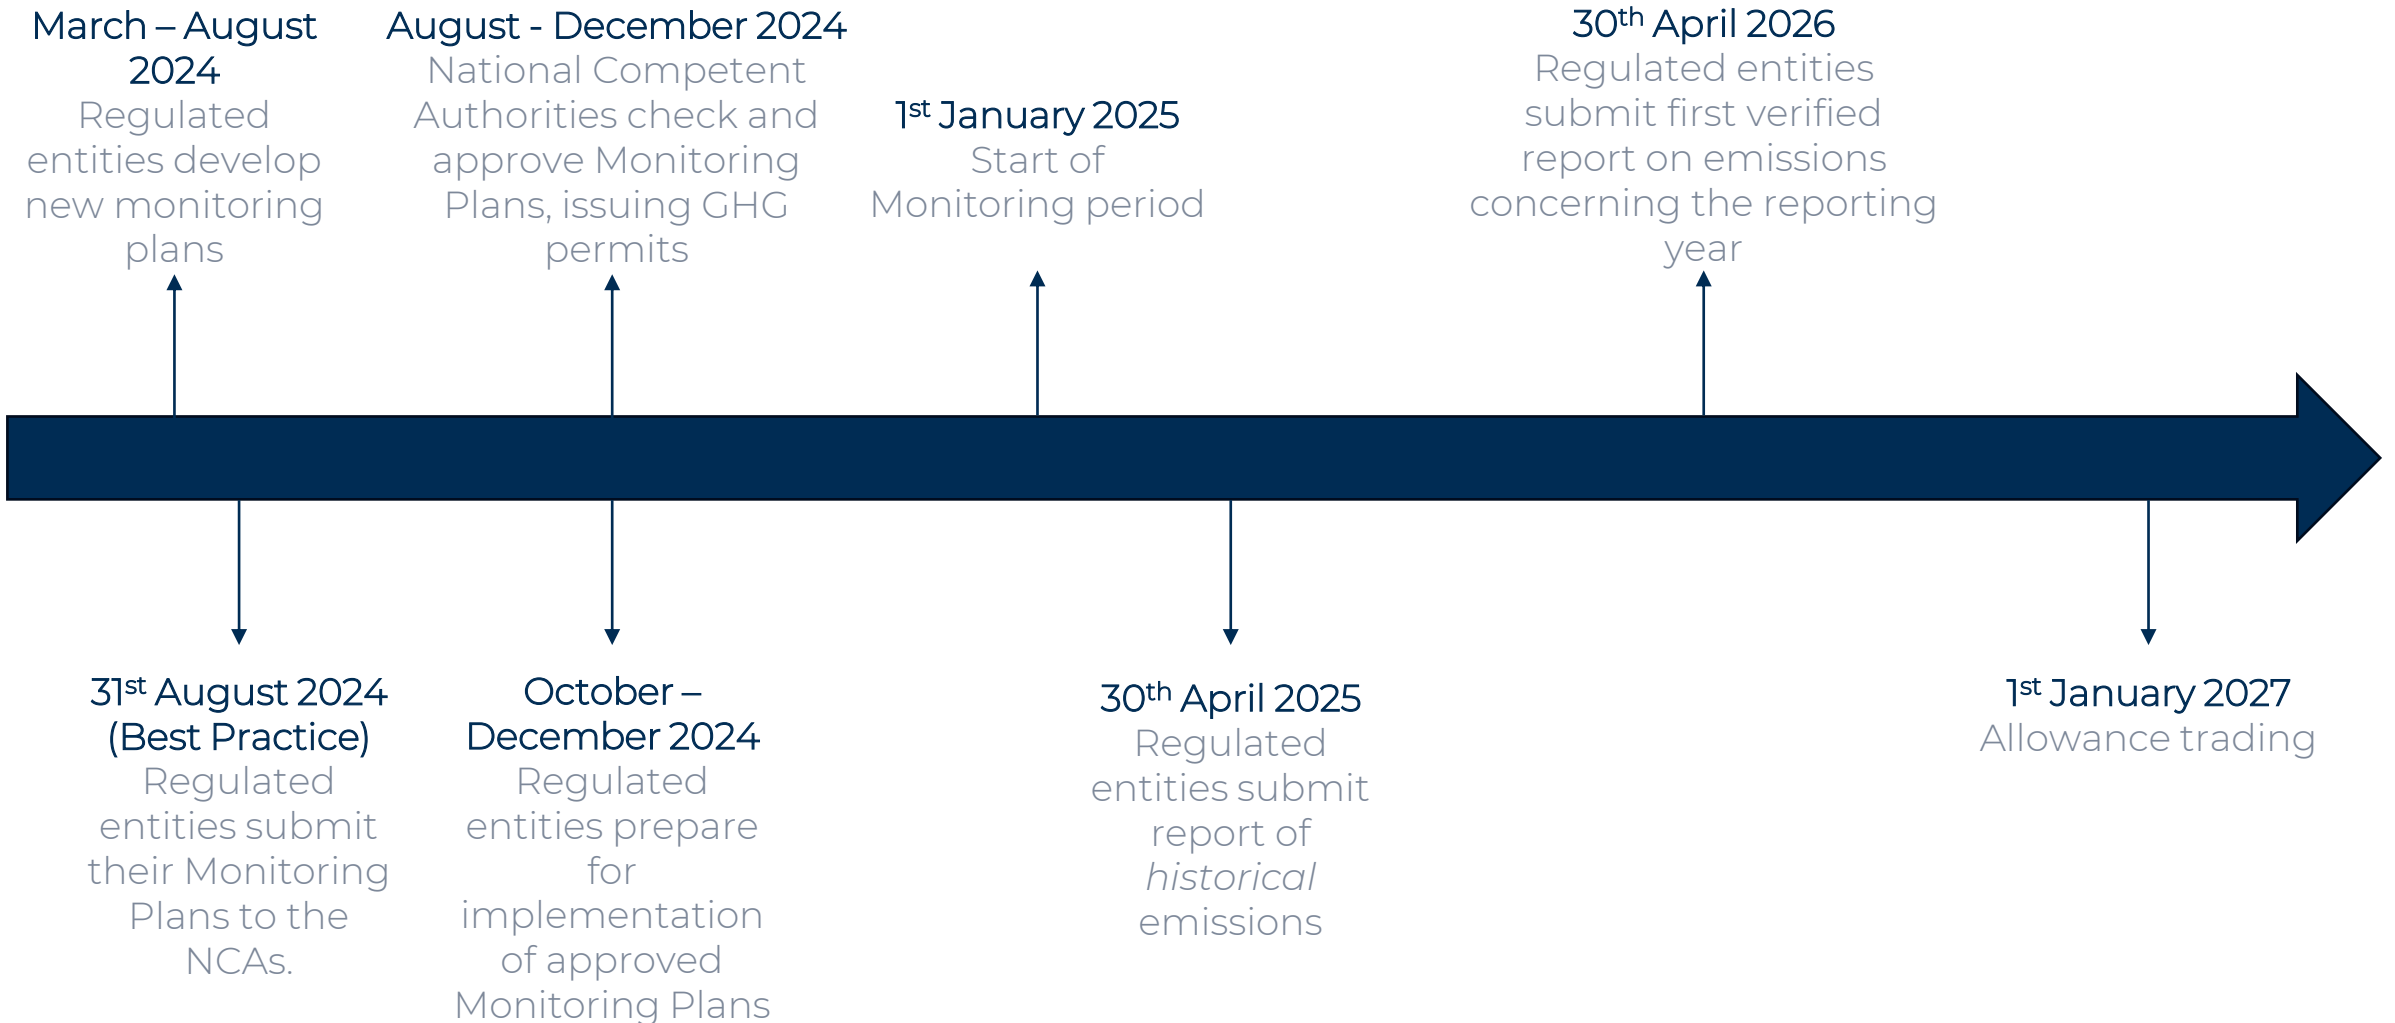 March – August
2024
Regulated
entities develop
new monitoring
plans
August - December 2024
National Competent
Authorities check and
approve Monitoring
Plans, issuing GHG
permits
1st January 2025
Start of
Monitoring period
30th April 2026
Regulated entities
submit first verified
report on emissions
concerning the reporting
year
31st August 2024
(Best Practice)
Regulated
entities submit
their Monitoring
Plans to the
NCAs.
October –
December 2024
Regulated
entities prepare
for
implementation
of approved
Monitoring Plans
30th April 2025
Regulated
entities submit
report of
historical
emissions
1st January 2027
Allowance trading